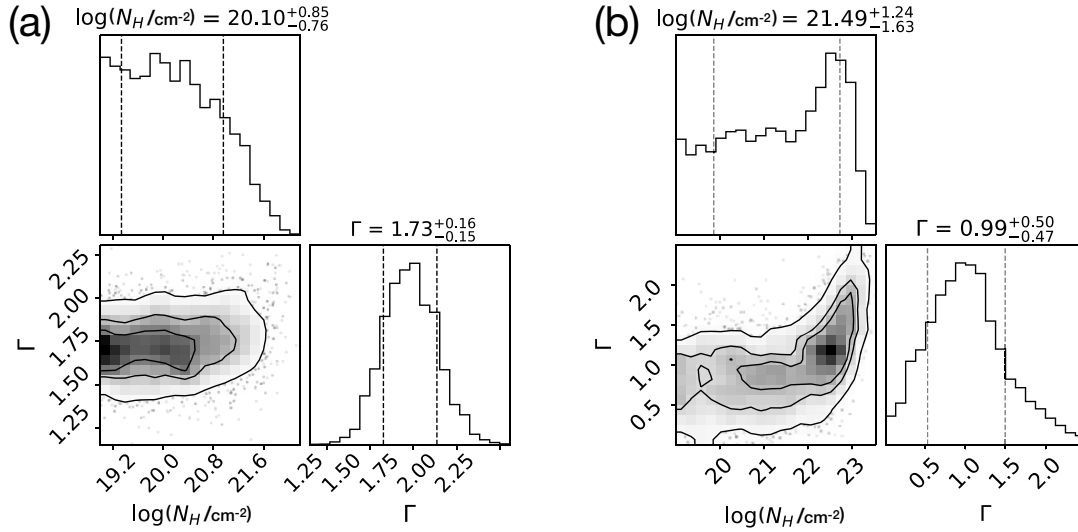 (a)
log(N_H/cm⁻²) = 20.10 +0.85 −0.76
Γ = 1.73 +0.16 −0.15
2.25
2.00
1.75
1.50
1.25
Γ
19.2 20.0 20.8 21.6
log(N_H/cm⁻²)
1.25 1.75 2.00 2.25
Γ
(b)
log(N_H/cm⁻²) = 21.49 +1.24 −1.63
Γ = 0.99 +0.50 −0.47
2.0
1.5
1.0
0.5
Γ
20 21 22 23
log(N_H/cm⁻²)
0.5 1.0 1.5 2.0
Γ